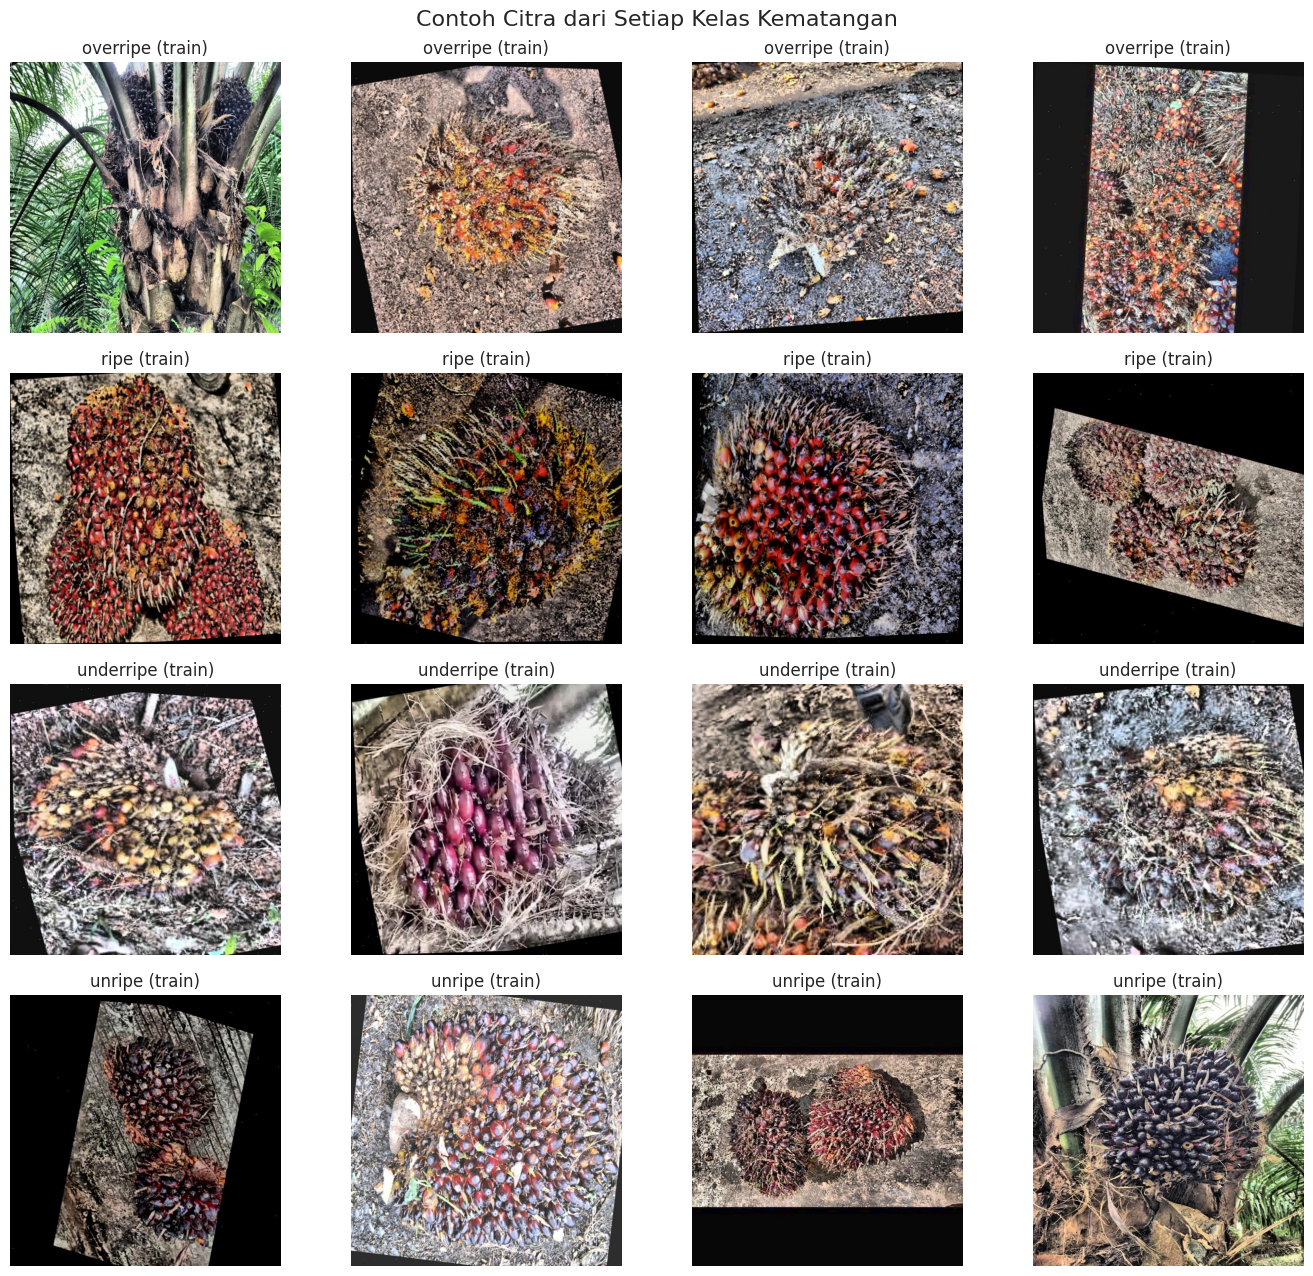 Contoh Citra dari Setiap Kelas Kematangan
overripe (train) overripe (train) overripe (train) overripe (train)
ripe (train) ripe (train) ripe (train) ripe (train)
underripe (train) underripe (train) underripe (train) underripe (train)
unripe (train) unripe (train) unripe (train) unripe (train)